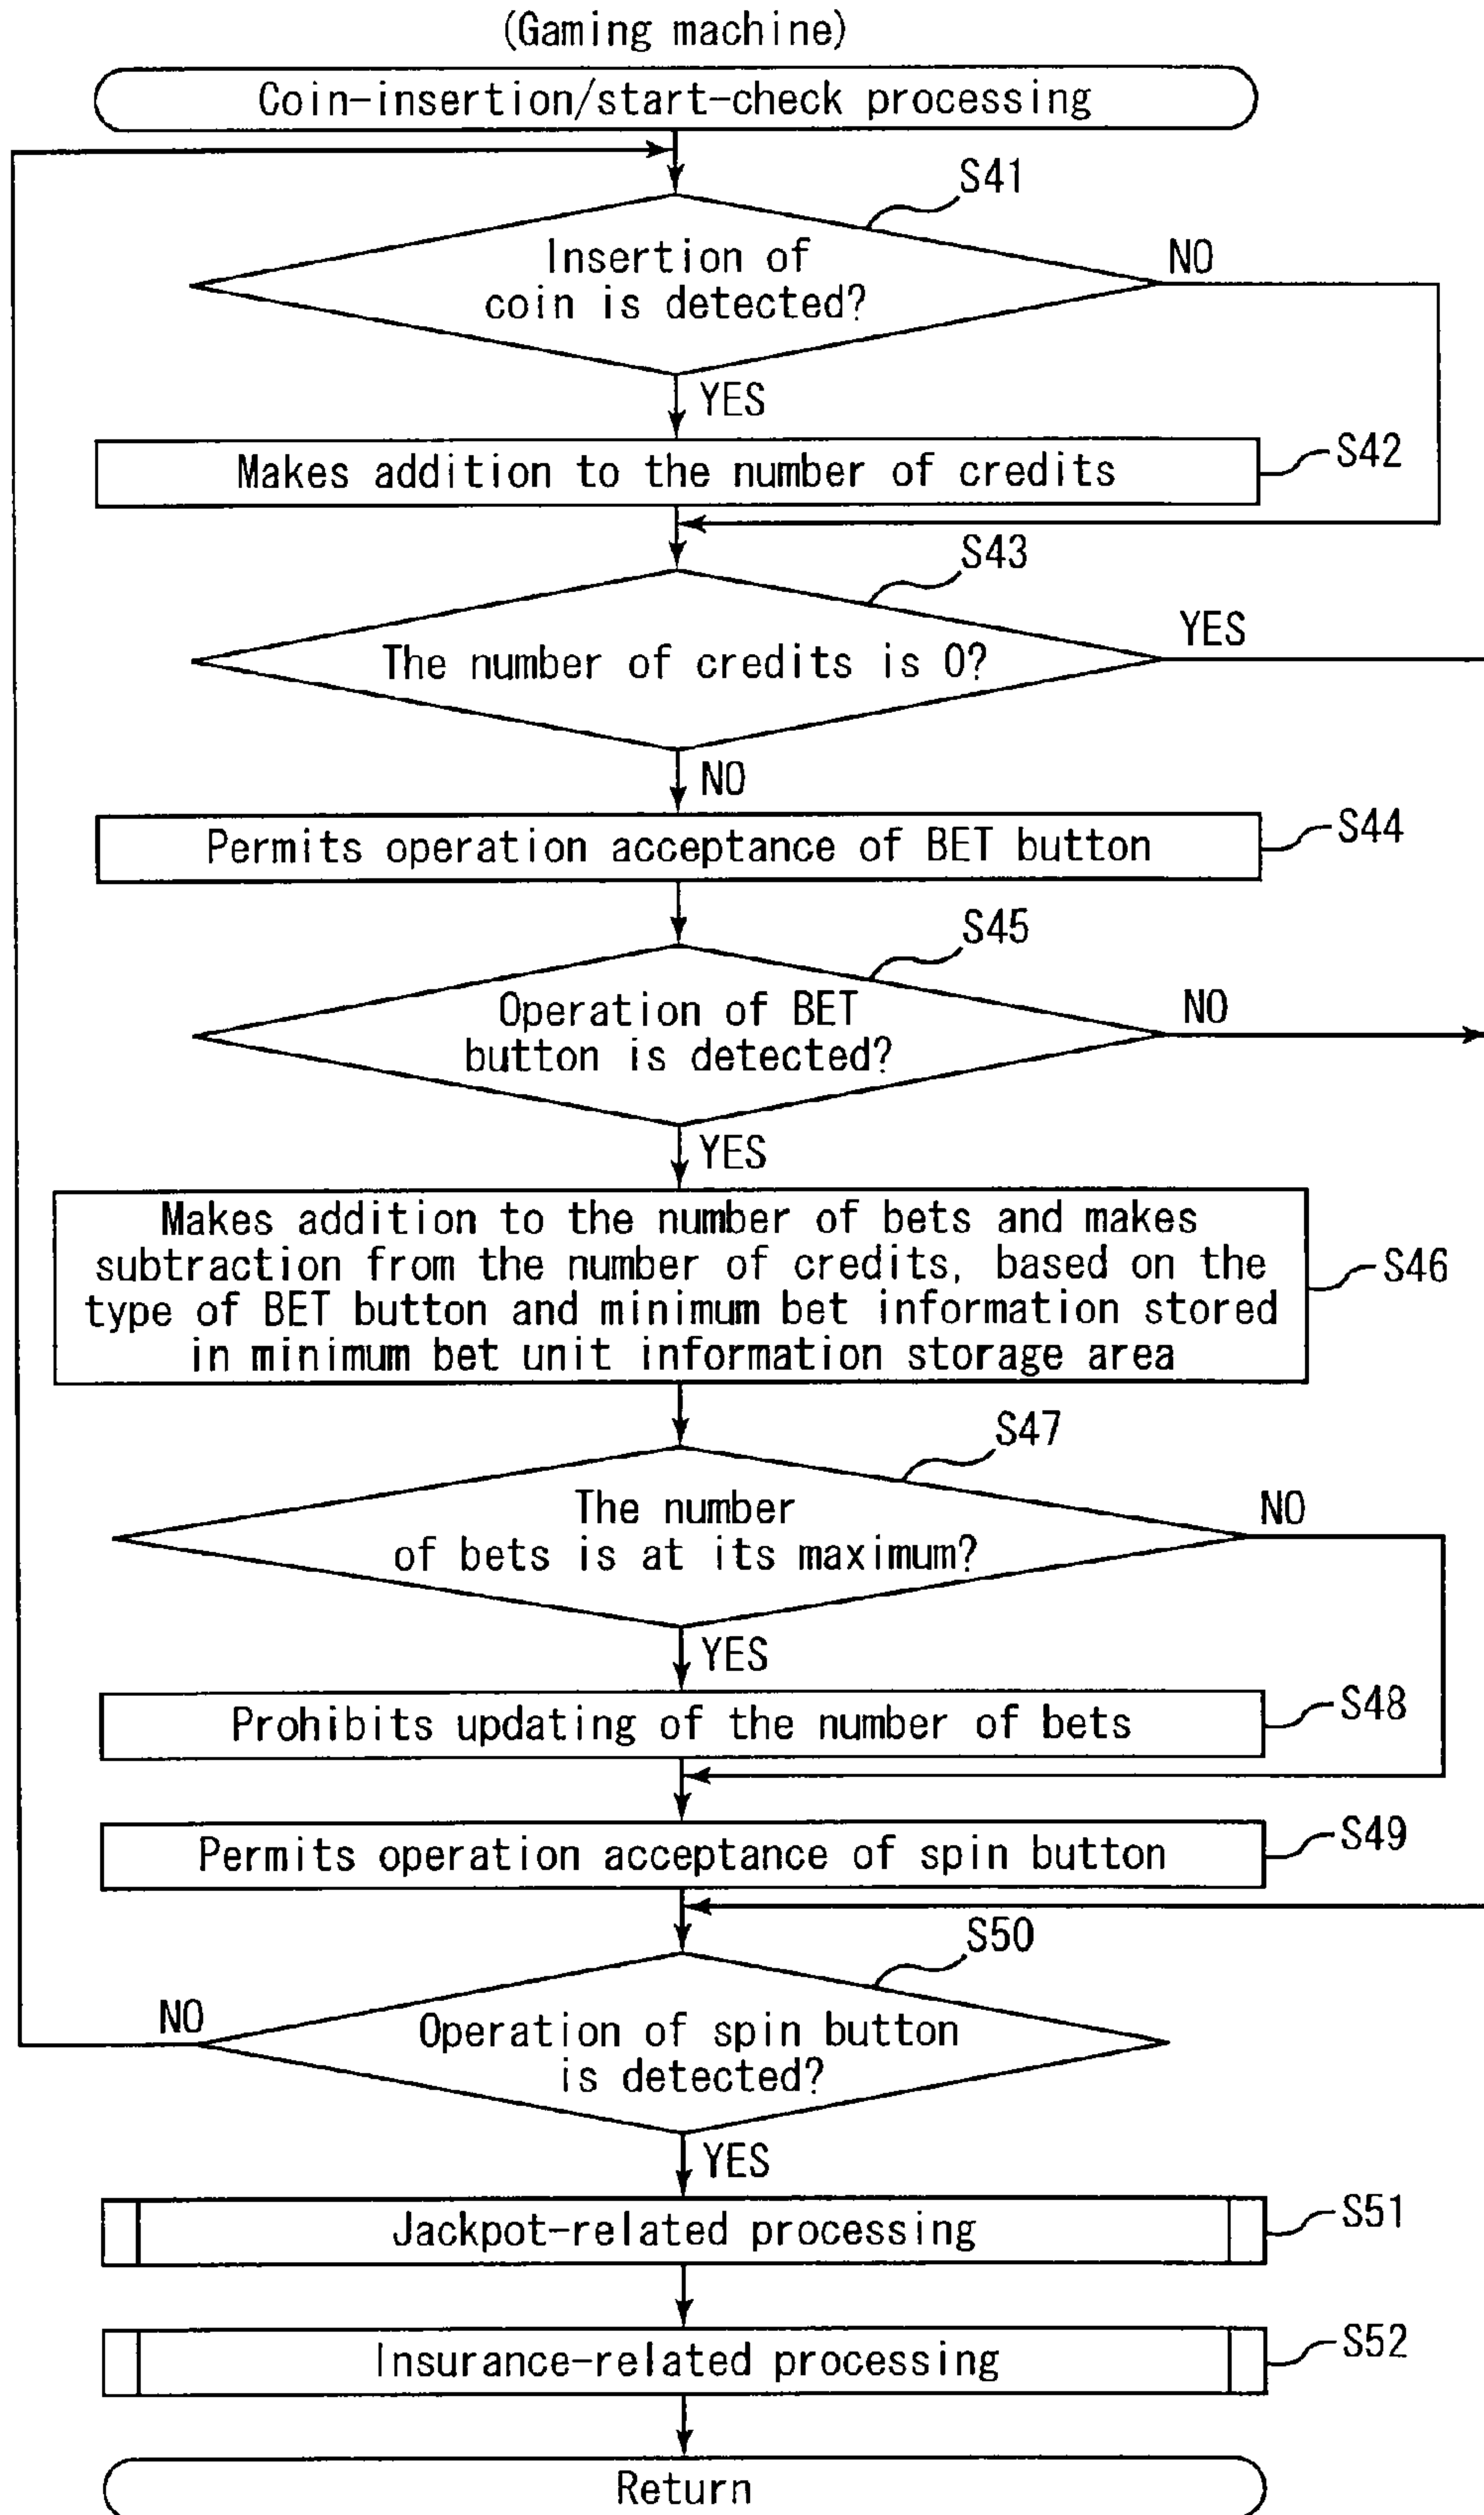 (Gaming machine)
Coin-insertion/start-check processing
S41
Insertion of
coin is detected?
NO
YES
Makes addition to the number of credits
S42
S43
The number of credits is 0?
YES
NO
Permits operation acceptance of BET button
S44
S45
Operation of BET
button is detected?
NO
YES
Makes addition to the number of bets and makes
subtraction from the number of credits, based on the
type of BET button and minimum bet information stored
in minimum bet unit information storage area
S46
S47
The number
of bets is at its maximum?
NO
YES
Prohibits updating of the number of bets
S48
Permits operation acceptance of spin button
S49
S50
NO
Operation of spin button
is detected?
YES
Jackpot-related processing
S51
Insurance-related processing
S52
Return